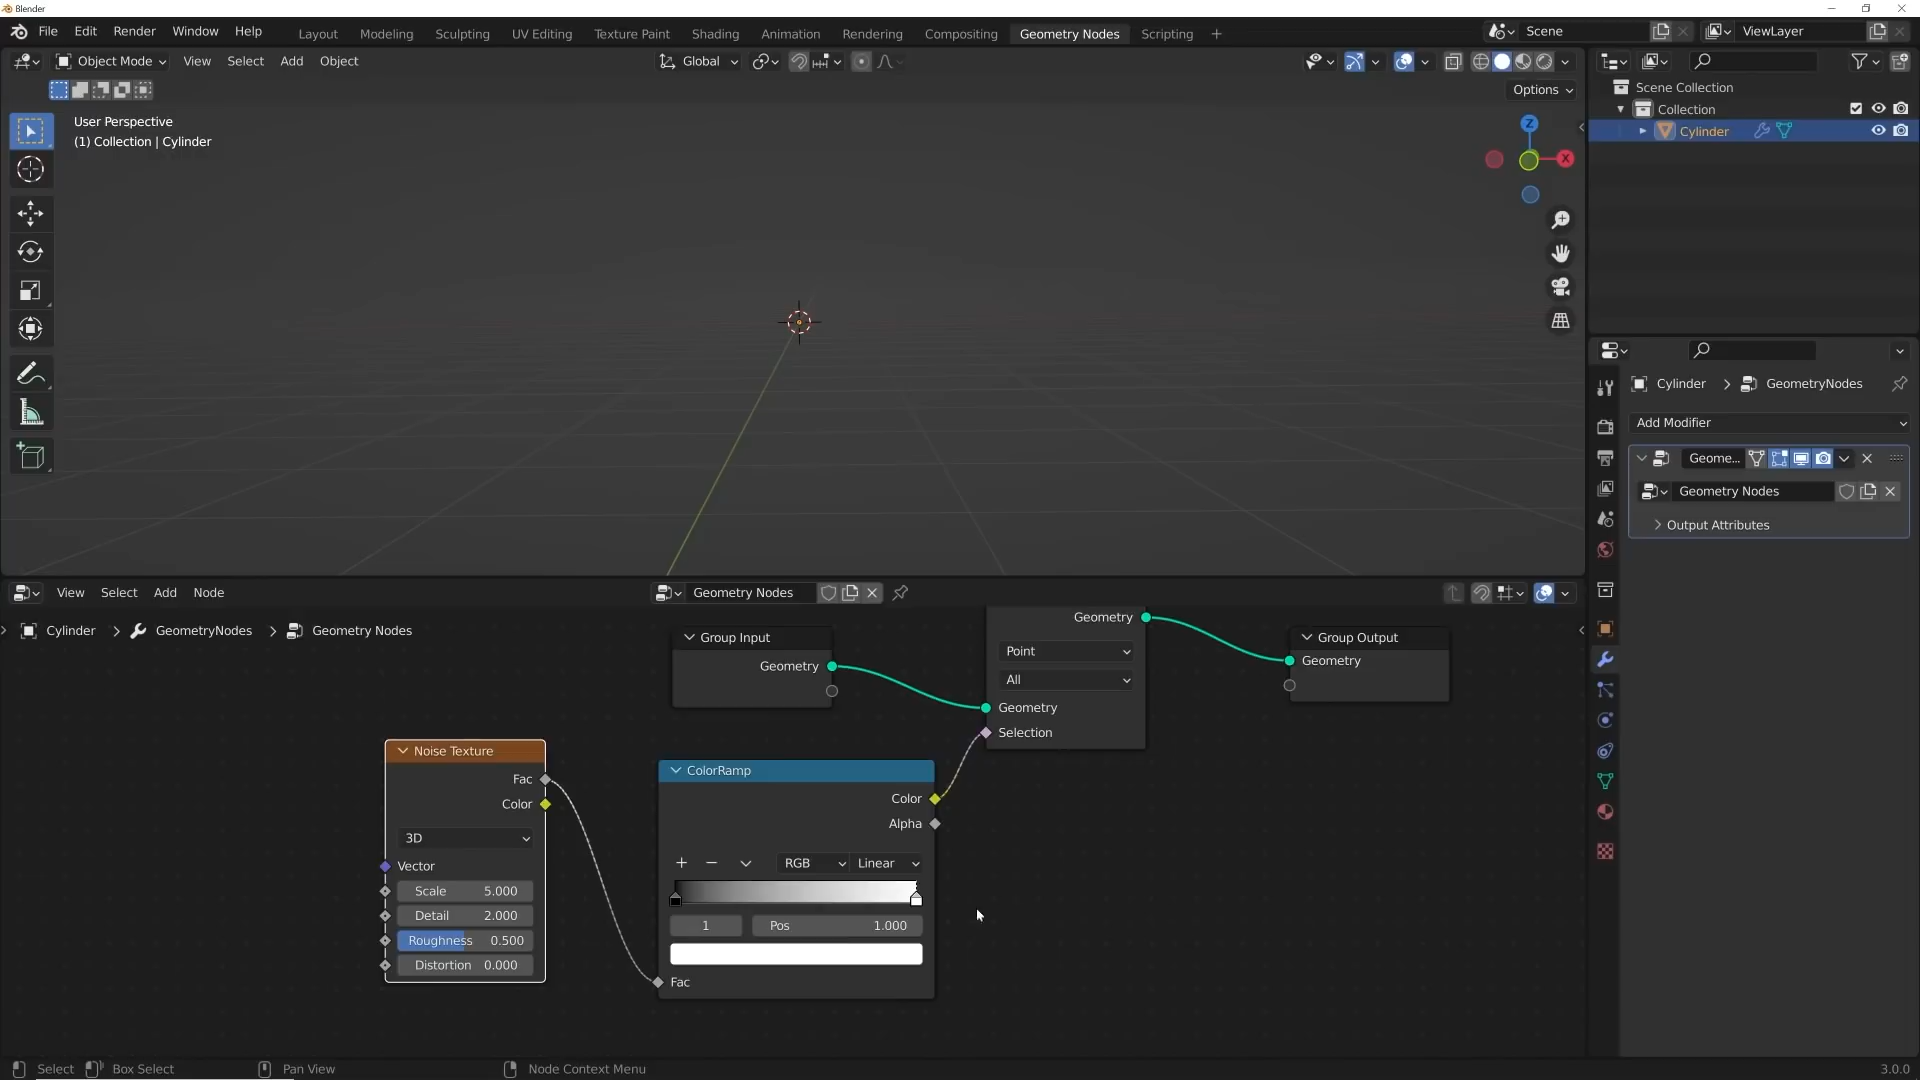 Blender
File Edit Render Window Help Layout Modeling Sculpting UV Editing Texture Paint Shading Animation Rendering Compositing Geometry Nodes Scripting + Scene ViewLayer
Object Mode View Select Add Object Global
Options
User Perspective
(1) Collection | Cylinder
Z
X
Scene Collection
Collection
Cylinder
Cylinder > GeometryNodes
Add Modifier
Geome...
Geometry Nodes
Output Attributes
View Select Add Node Geometry Nodes
Cylinder > GeometryNodes > Geometry Nodes
Group Input
Geometry
Geometry
Point
All
Geometry
Selection
Group Output
Geometry
Noise Texture
Fac
Color
3D
Vector
Scale 5.000
Detail 2.000
Roughness 0.500
Distortion 0.000
ColorRamp
Color
Alpha
+ − RGB Linear
1 Pos 1.000
Fac
Select Box Select Pan View Node Context Menu 3.0.0